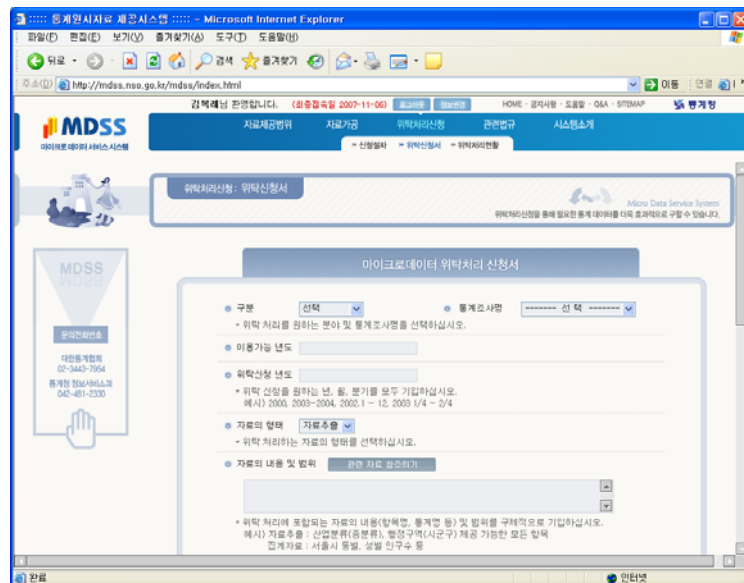 ::::: 통계원시자료 제공시스템 ::::: - Microsoft Internet Explorer
파일(F) 편집(E) 보기(V) 즐겨찾기(A) 도구(T) 도움말(H)
뒤로 검색 즐겨찾기
주소(D) http://mdss.nso.go.kr/mdss/index.html 이동 연결
김복례님 환영합니다. (최종접속일 2007-11-06) 로그아웃 정보변경 HOME - 공지사항 - 도움말 - Q&A - SITEMAP 통계청
MDSS
마이크로 데이터 서비스 시스템
자료제공범위 자료가공 위탁처리신청 관련법규 시스템소개
신청절차 위탁신청서 위탁처리현황
위탁처리신청 : 위탁신청서
Micro Data Service System
위탁처리신청을 통해 필요한 통계 데이터를 더욱 효과적으로 구할 수 있습니다.
MDSS
문의전화번호
대한통계협회
02-3443-7954
통계청 정보서비스과
042-481-2330
마이크로데이터 위탁처리 신청서
구분 선택 통계조사명 ------- 선 택 -------
* 위탁 처리를 원하는 분야 및 통계조사명을 선택하십시오.
이용가능 년도
위탁신청 년도
* 위탁 신청을 원하는 년, 월, 분기를 모두 기입하십시오.
예시) 2000, 2003~2004, 2002.1 ~ 12, 2003 1/4 ~ 2/4
자료의 형태 자료추출
* 위탁 처리하는 자료의 형태를 선택하십시오.
자료의 내용 및 범위 관련 자료 참조하기
* 위탁 처리에 포함되는 자료의 내용(항목명, 통계명 등) 및 범위를 구체적으로 기입하십시오.
예시) 자료추출 : 산업분류(중분류), 행정구역(시군구) 제공 가능한 모든 항목
집계자료 : 서울시 동별, 성별 인구수 등
완료 인터넷